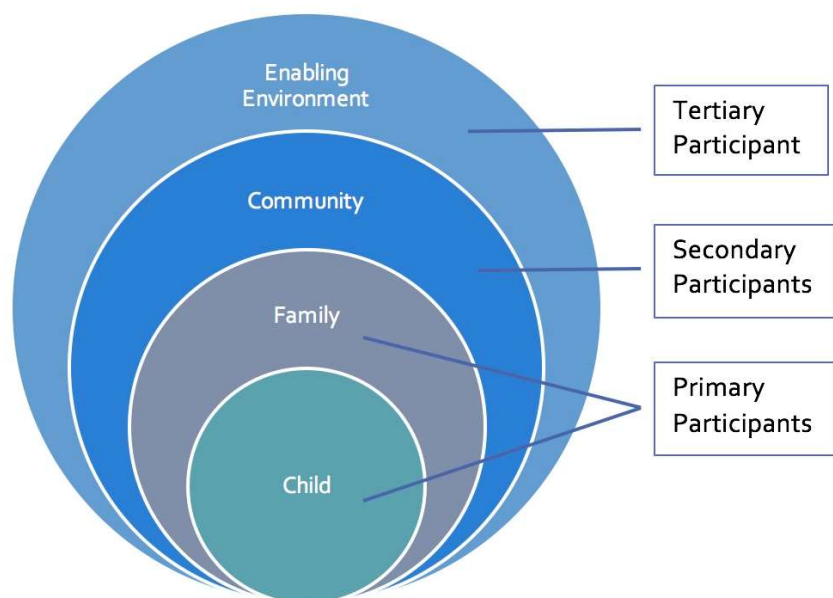 Enabling
Environment
Tertiary
Participant
Community
Secondary
Participants
Family
Primary
Participants
Child